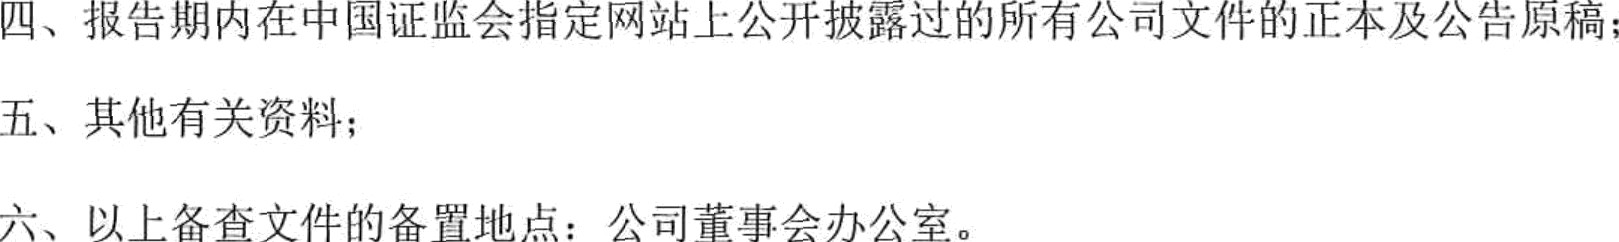 四、报告期内在中国证监会指定网站上公开披露过的所有公司文件的正本及公告原稿；
五、其他有关资料；
六、以上备查文件的备置地点：公司董事会办公室。